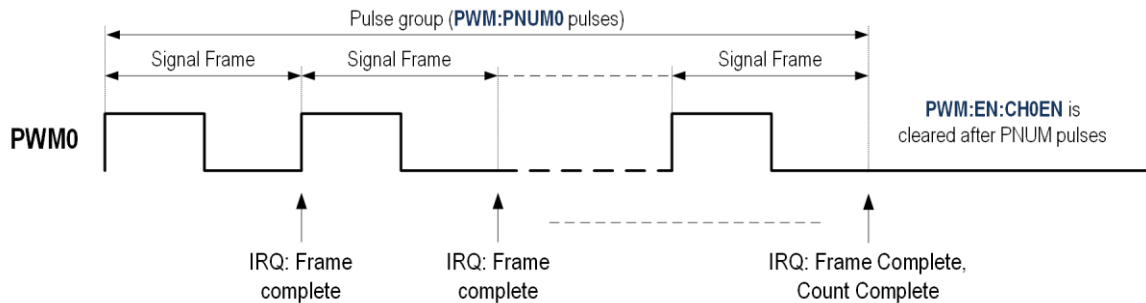 Pulse group (PWM:PNUM0 pulses)
Signal Frame
Signal Frame
Signal Frame
PWM0
PWM:EN:CH0EN is
cleared after PNUM pulses
IRQ: Frame
complete
IRQ: Frame
complete
IRQ: Frame Complete,
Count Complete